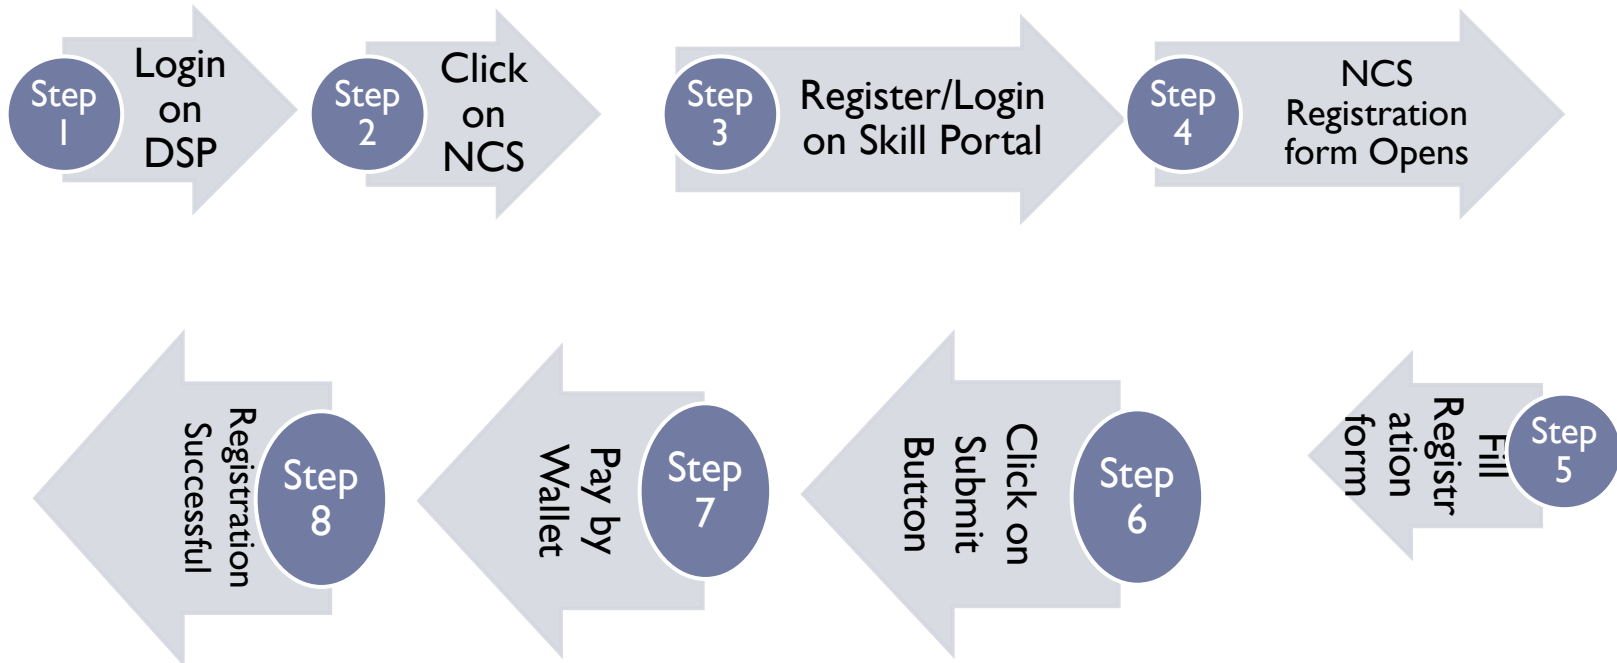 Step
1
Login
on
DSP
Step
2
Click
on
NCS
Step
3
Register/Login
on Skill Portal
Step
4
NCS
Registration
form Opens
Step
5
Fill
Registr
ation
form
Step
6
Click on
Submit
Button
Step
7
Pay by
Wallet
Step
8
Registration
Successful